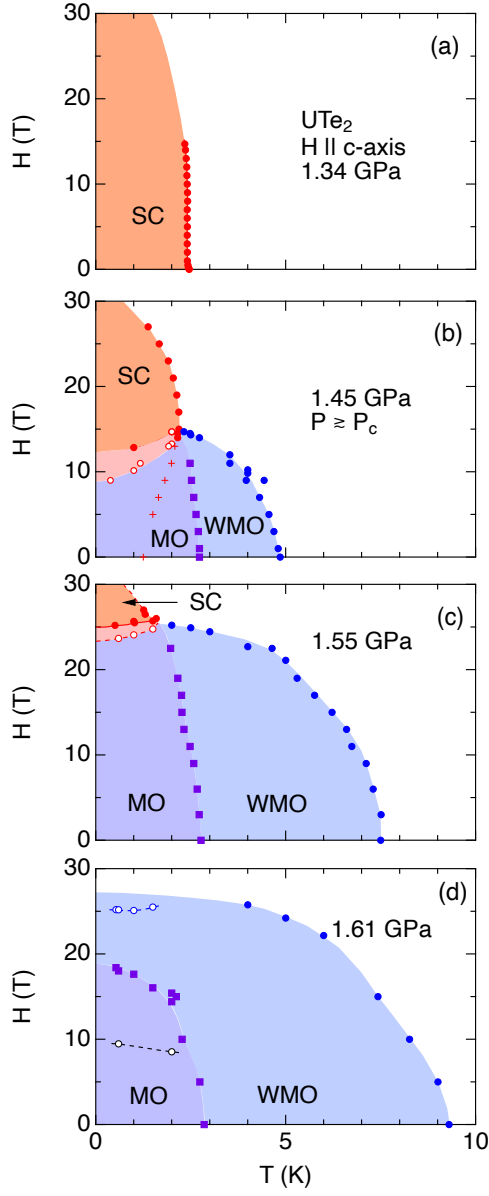 (a)
30
20
10
0
H (T)
UTe₂
H || c-axis
1.34 GPa
SC
(b)
30
20
10
0
H (T)
SC
1.45 GPa
P ≳ Pc
MO
WMO
(c)
30
20
10
0
H (T)
SC
1.55 GPa
MO
WMO
(d)
30
20
10
0
H (T)
1.61 GPa
MO
WMO
0
5
10
T (K)